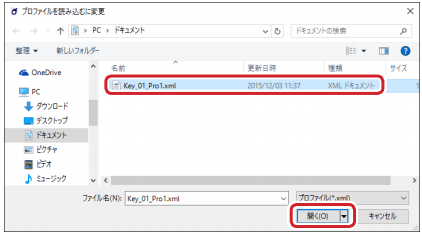 プロファイルを読み込むに変更
PC > ドキュメント
ドキュメントの検索
整理
新しいフォルダー
名前
更新日時
種類
サイズ
OneDrive
Key_01_Pro1.xml
2015/12/03 11:37
XML ドキュメント
1
PC
ダウンロード
デスクトップ
ドキュメント
ピクチャ
ビデオ
ミュージック
ファイル名(N):
Key_01_Pro1.xml
プロファイル(*.xml)
開く(O)
キャンセル